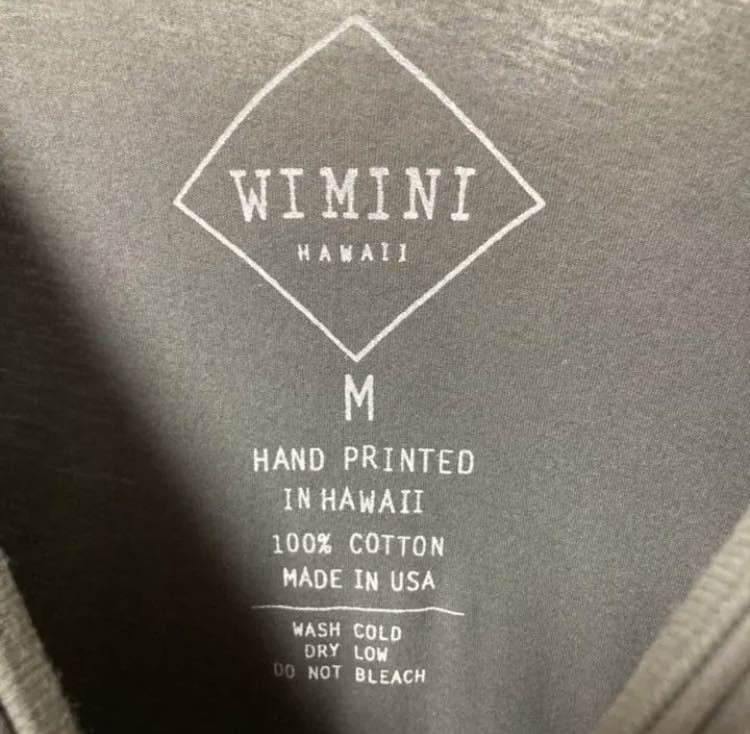 WIMINI
HAWAII
M
HAND PRINTED
IN HAWAII
100% COTTON
MADE IN USA
WASH COLD
DRY LOW
DO NOT BLEACH